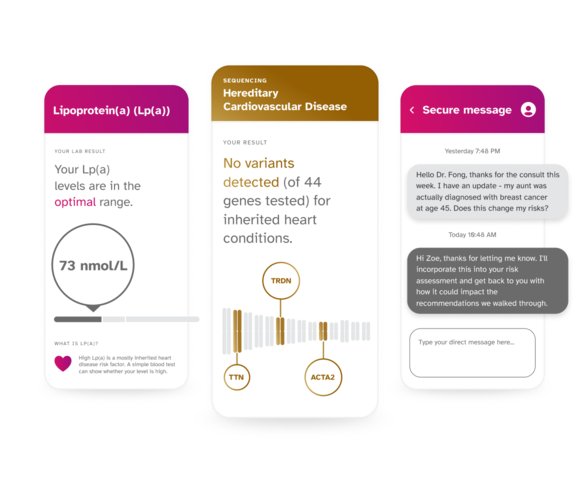 Lipoprotein(a) (Lp(a))
YOUR LAB RESULT
Your Lp(a)
levels are in the
optimal range.
73 nmol/L
WHAT IS LP(A)?
High Lp(a) is a mostly inherited heart
disease risk factor. A simple blood test
can show whether your level is high.
SEQUENCING
Hereditary
Cardiovascular Disease
YOUR RESULT
No variants
detected (of 44
genes tested) for
inherited heart
conditions.
TRDN
TTN
ACTA2
Secure message
Yesterday 7:48 PM
Hello Dr. Fong, thanks for the consult this
week. I have an update - my aunt was
actually diagnosed with breast cancer
at age 45. Does this change my risks?
Today 10:48 AM
Hi Zoe, thanks for letting me know. I'll
incorporate this into your risk
assessment and get back to you with
how it could impact the
recommendations we walked through.
Type your direct message here...